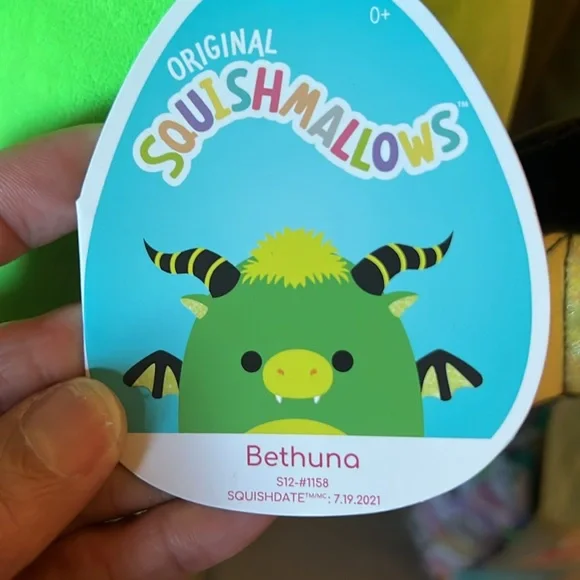 0+
ORIGINAL
SQUISHMALLOWS™
Bethuna
S12-#1158
SQUISHDATE™/MC: 7.19.2021